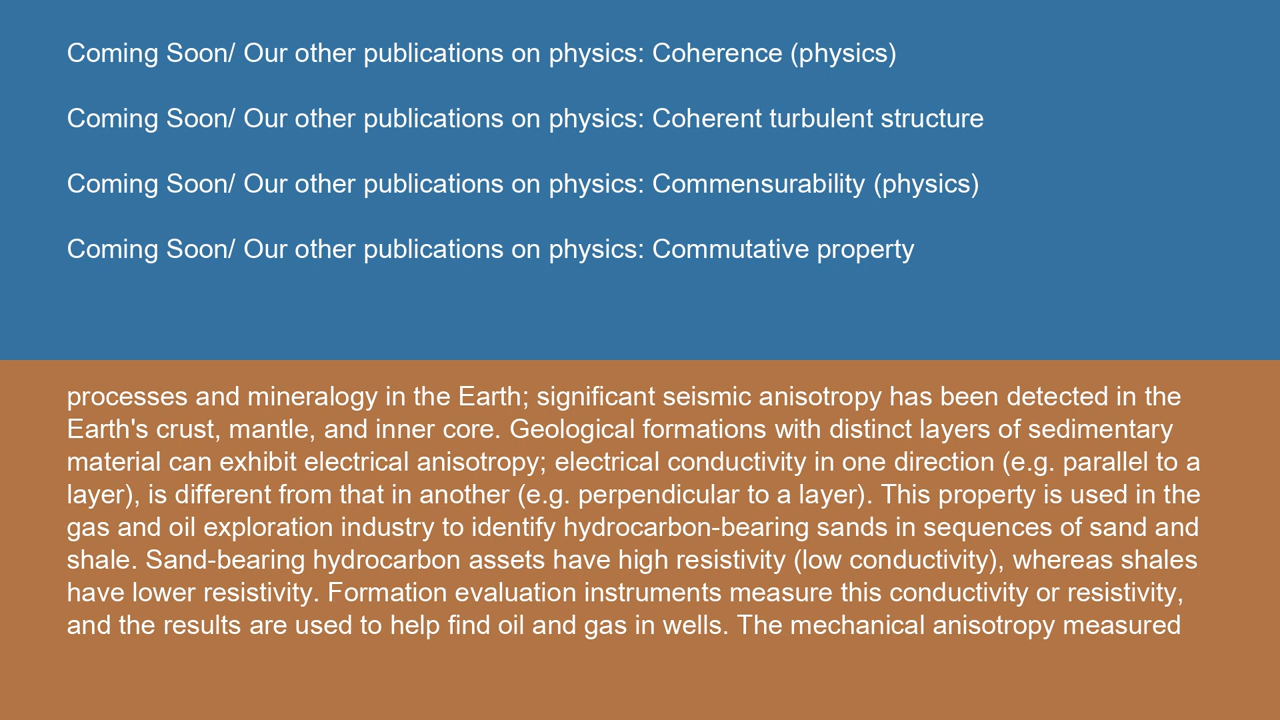 Coming Soon/ Our other publications on physics: Coherence (physics)
Coming Soon/ Our other publications on physics: Coherent turbulent structure
Coming Soon/ Our other publications on physics: Commensurability (physics)
Coming Soon/ Our other publications on physics: Commutative property
processes and mineralogy in the Earth; significant seismic anisotropy has been detected in the
Earth's crust, mantle, and inner core. Geological formations with distinct layers of sedimentary
material can exhibit electrical anisotropy; electrical conductivity in one direction (e.g. parallel to a
layer), is different from that in another (e.g. perpendicular to a layer). This property is used in the
gas and oil exploration industry to identify hydrocarbon-bearing sands in sequences of sand and
shale. Sand-bearing hydrocarbon assets have high resistivity (low conductivity), whereas shales
have lower resistivity. Formation evaluation instruments measure this conductivity or resistivity,
and the results are used to help find oil and gas in wells. The mechanical anisotropy measured